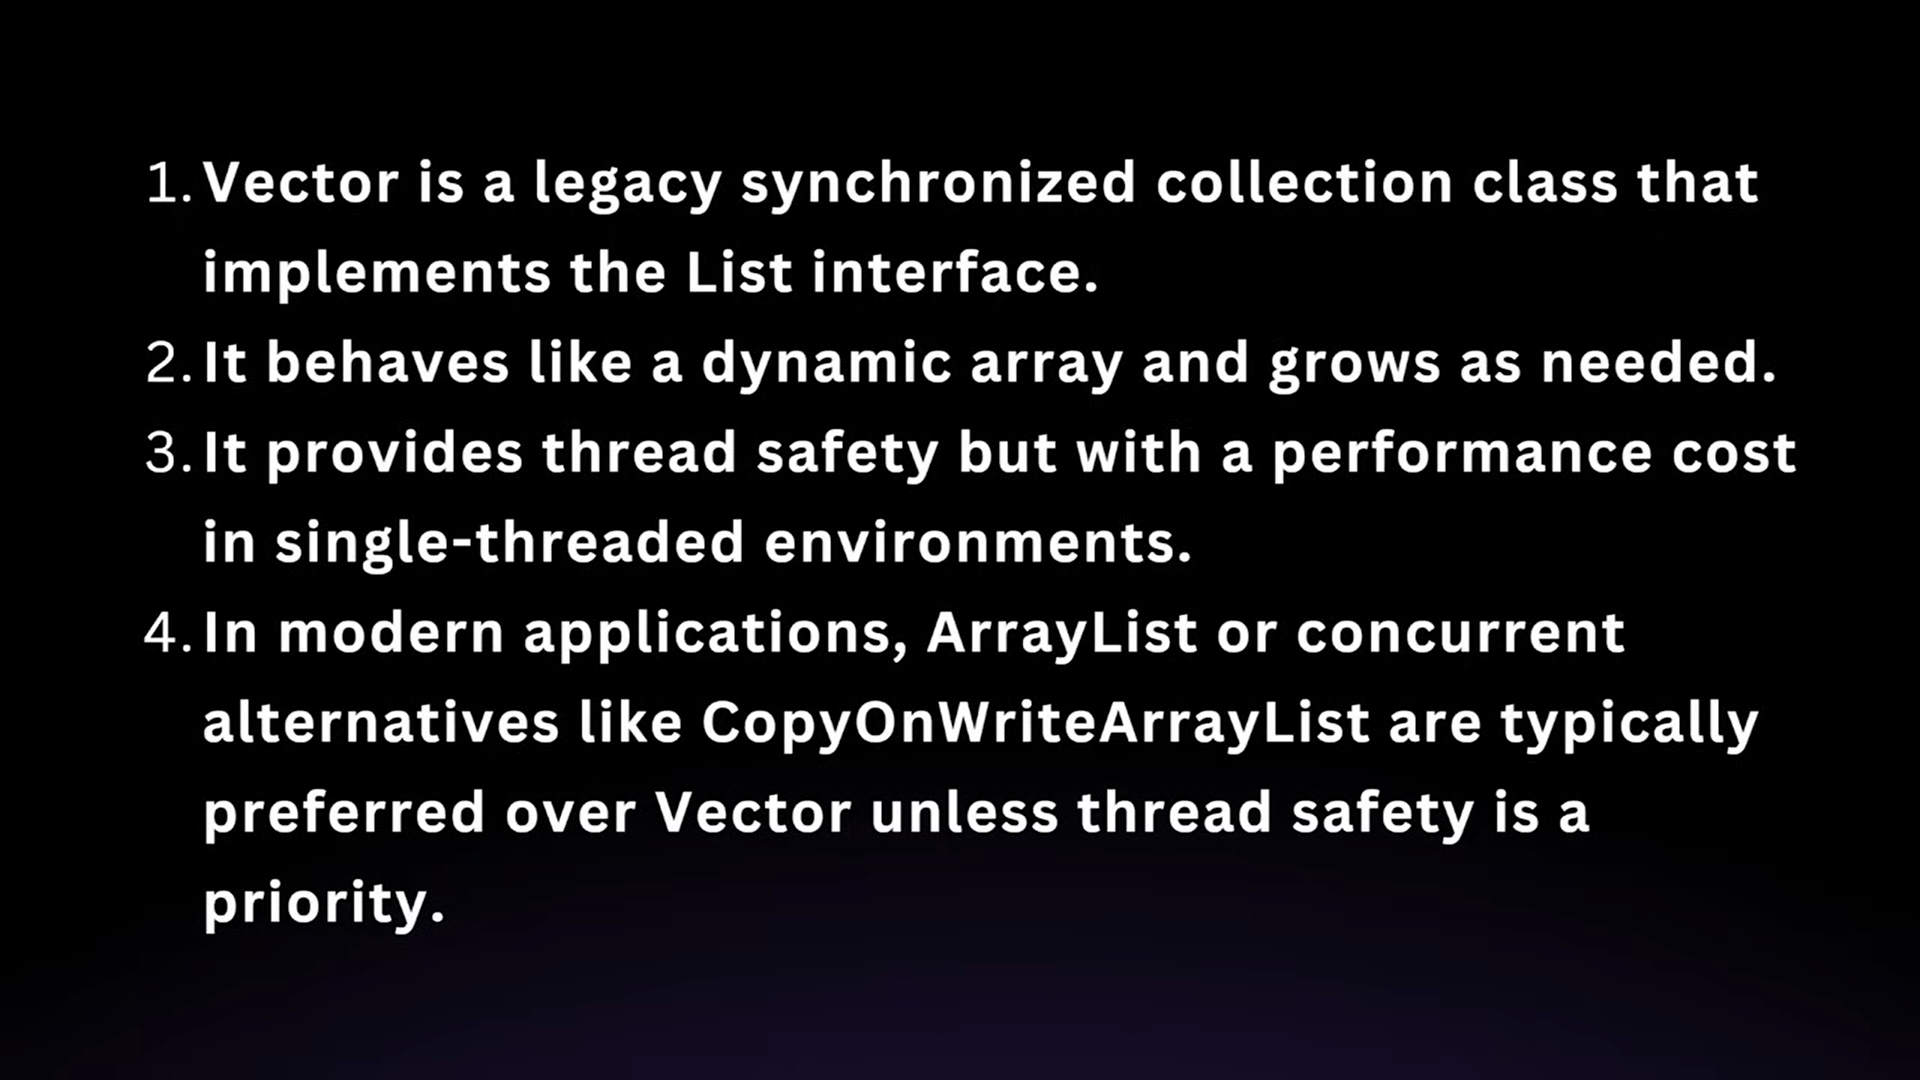 1. Vector is a legacy synchronized collection class that
implements the List interface.
2. It behaves like a dynamic array and grows as needed.
3. It provides thread safety but with a performance cost
in single-threaded environments.
4. In modern applications, ArrayList or concurrent
alternatives like CopyOnWriteArrayList are typically
preferred over Vector unless thread safety is a
priority.